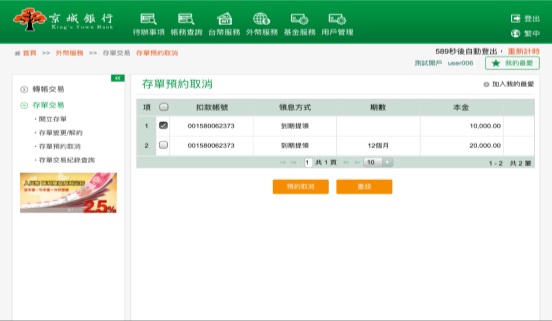 京城銀行
King's Town Bank
待辦事項 帳務查詢 台幣服務 外幣服務 基金服務 用戶管理
登出
繁中
首頁 >> 外幣服務 >> 存單交易 存單預約取消
589秒後自動登出， 重新計時
測試開戶 user006 我的最愛
轉帳交易
存單交易
・開立存單
・存單變更/解約
・存單預約取消
・存單交易紀錄查詢
2.5%
存單預約取消
加入我的最愛
項 扣款帳號 領息方式 期數 本金
1 001580062373 到期提領 10,000.00
2 001580062373 到期提領 12個月 20,000.00
1 共 1 頁 10
1 - 2 共 2 筆
預約取消 重設